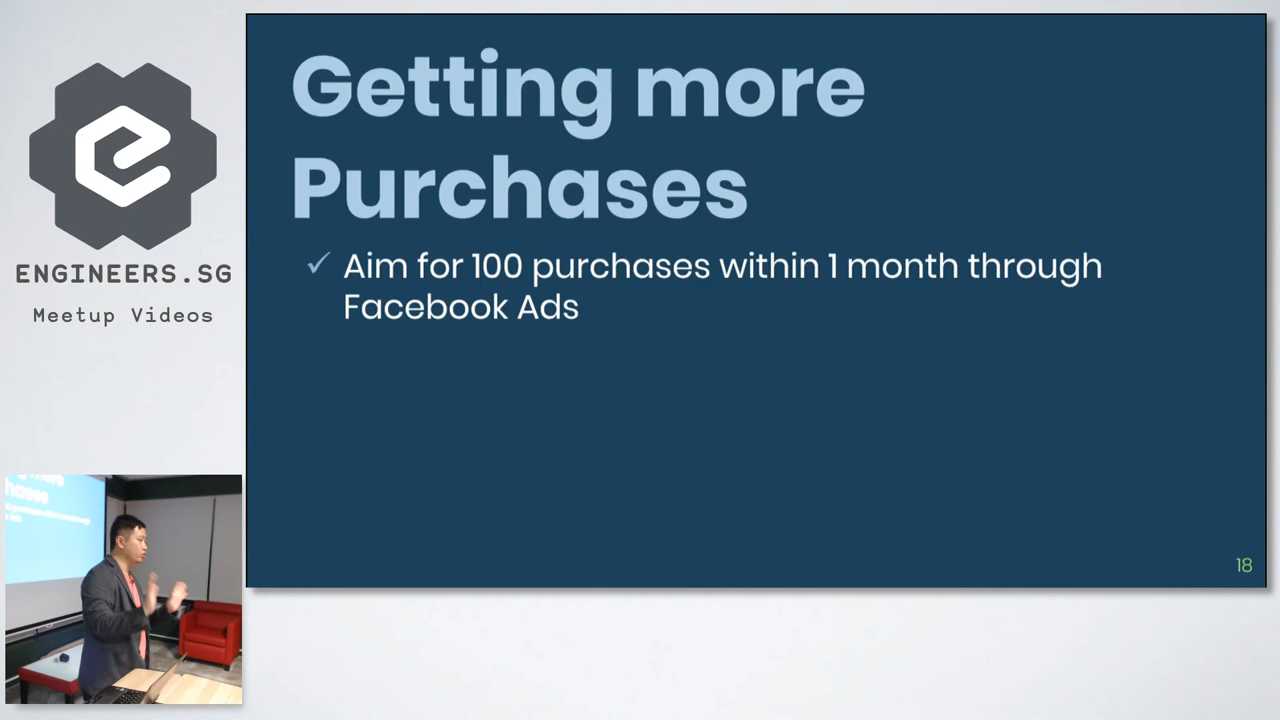 Getting more
Purchases
✓ Aim for 100 purchases within 1 month through
Facebook Ads
18
ENGINEERS.SG
Meetup Videos